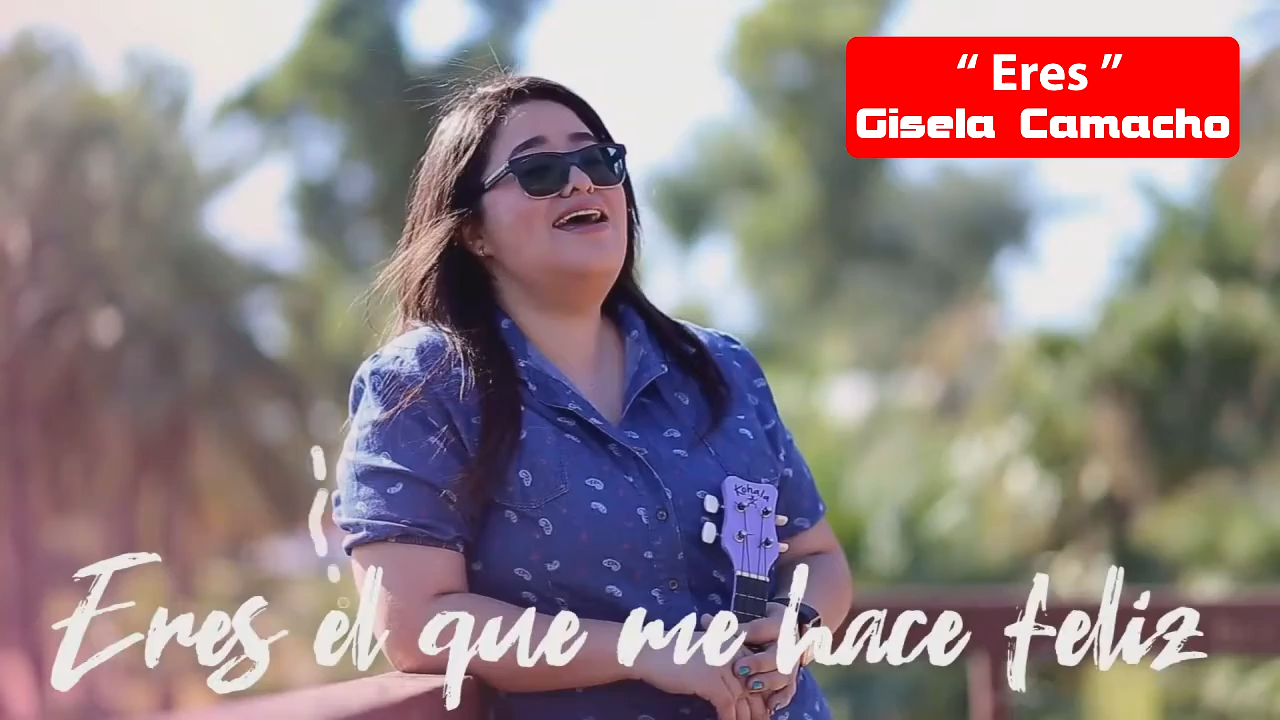 “ Eres ”
Gisela Camacho
Kohala
Eres el que me hace feliz